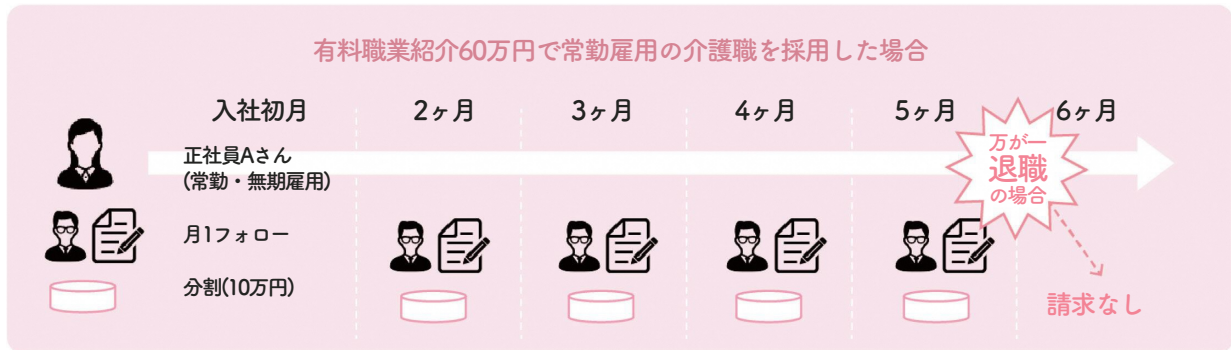 有料職業紹介60万円で常勤雇用の介護職を採用した場合
入社初月
2ヶ月
3ヶ月
4ヶ月
5ヶ月
6ヶ月
正社員Aさん
(常勤・無期雇用)
万が一
退職
の場合
月1フォロー
分割(10万円)
請求なし